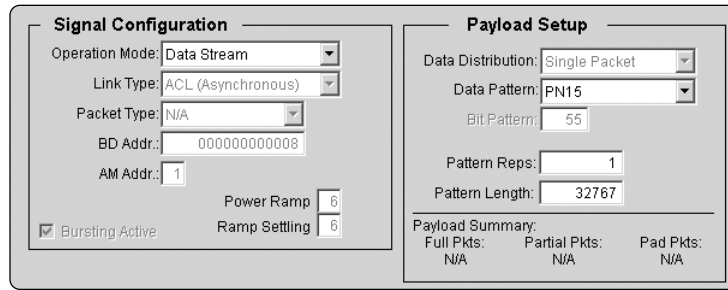 Signal Configuration
Operation Mode: Data Stream
Link Type: ACL (Asynchronous)
Packet Type: N/A
BD Addr.: 000000000008
AM Addr.: 1
Power Ramp 6
Bursting Active
Ramp Settling 6
Payload Setup
Data Distribution: Single Packet
Data Pattern: PN15
Bit Pattern: 55
Pattern Reps: 1
Pattern Length: 32767
Payload Summary:
Full Pkts: Partial Pkts: Pad Pkts:
N/A N/A N/A